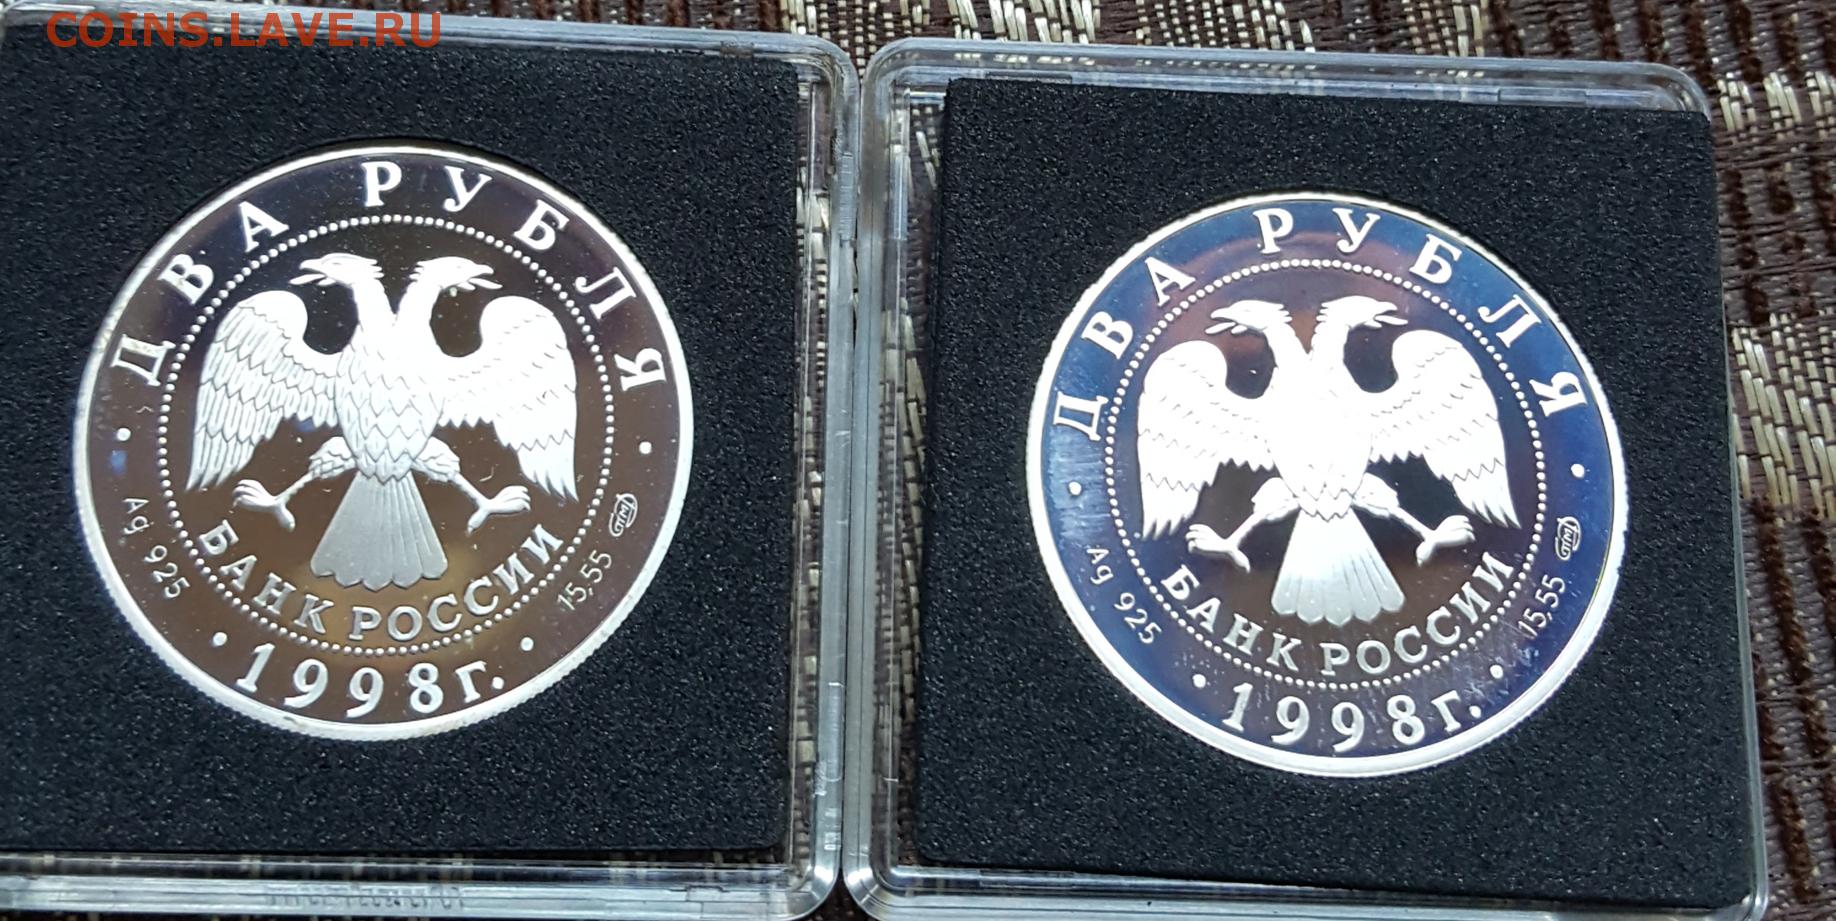 COINS.LAVE.RU
ДВА РУБЛЯ
БАНК РОССИИ
Ag 925
15,55
1998г.
ДВА РУБЛЯ
БАНК РОССИИ
Ag 925
15,55
1998г.